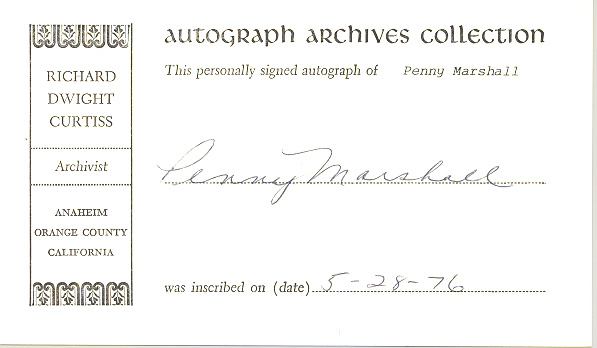 AUTOGRAPH ARCHIVES COLLECTION
This personally signed autograph of Penny Marshall
RICHARD
DWIGHT
CURTISS
Archivist
ANAHEIM
ORANGE COUNTY
CALIFORNIA
Penny Marshall
was inscribed on (date) 5-28-76